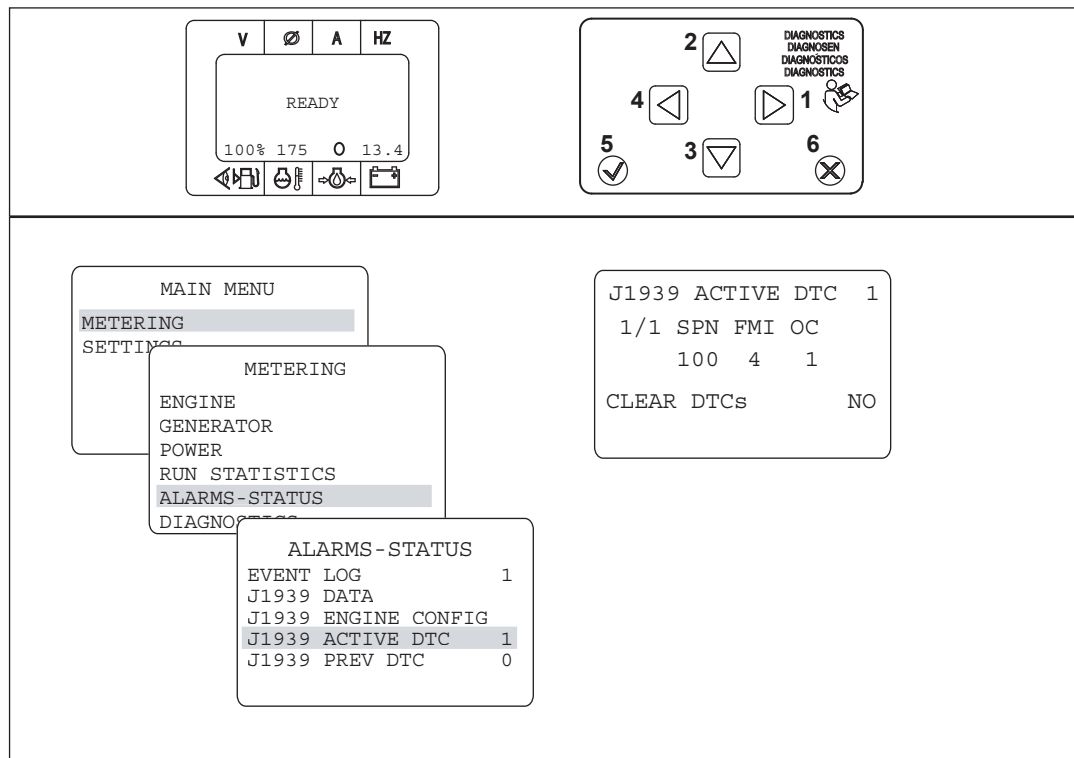 V Ø A HZ
READY
100% 175 O 13.4
2
DIAGNOSTICS
DIAGNOSEN
DIAGNÓSTICOS
DIAGNOSTICS
4
1
5
3
6
MAIN MENU
METERING
SETTINGS
METERING
ENGINE
GENERATOR
POWER
RUN STATISTICS
ALARMS-STATUS
DIAGNOSTICS
ALARMS-STATUS
EVENT LOG 1
J1939 DATA
J1939 ENGINE CONFIG
J1939 ACTIVE DTC 1
J1939 PREV DTC 0
J1939 ACTIVE DTC 1
1/1 SPN FMI OC
100 4 1
CLEAR DTCs NO